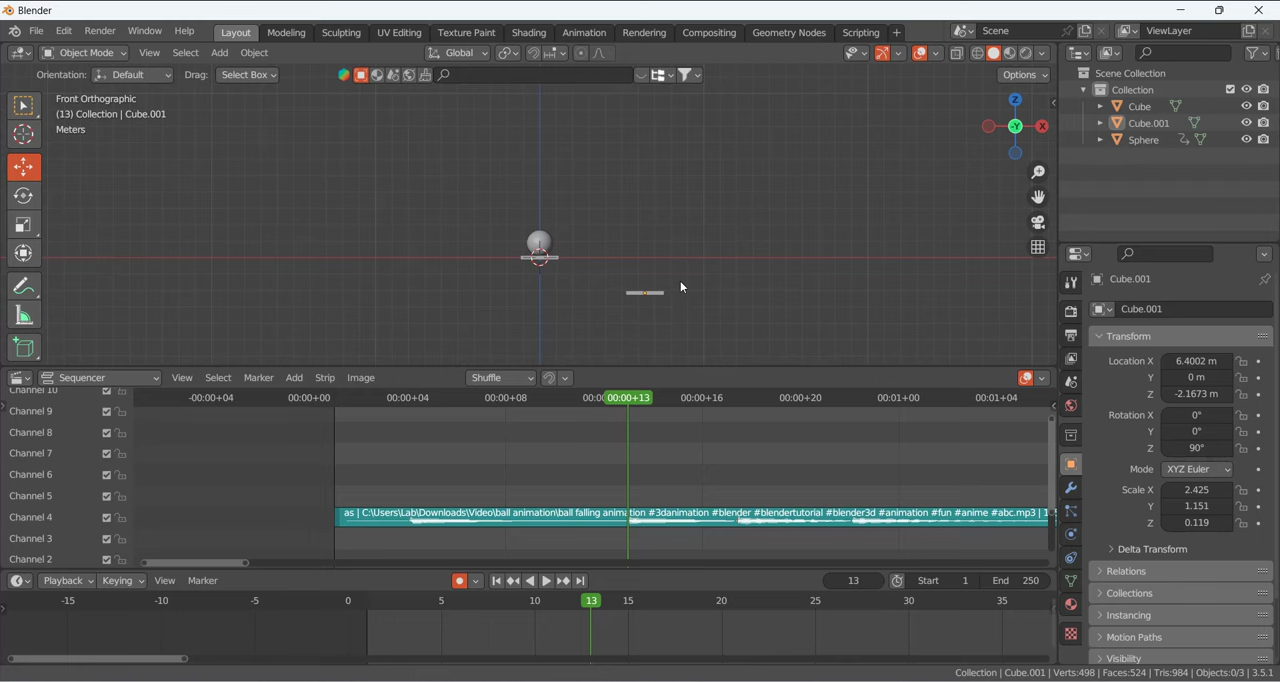 Blender
File Edit Render Window Help Layout Modeling Sculpting UV Editing Texture Paint Shading Animation Rendering Compositing Geometry Nodes Scripting + Scene ViewLayer
Object Mode View Select Add Object Global
Orientation: Default Drag: Select Box Options
Front Orthographic
(13) Collection | Cube.001
Meters
Z
-Y X
Scene Collection
Collection
Cube
Cube.001
Sphere
Cube.001
Cube.001
Transform
Location X 6.4002 m
Y 0 m
Z -2.1673 m
Rotation X 0°
Y 0°
Z 90°
Mode XYZ Euler
Scale X 2.425
Y 1.151
Z 0.119
Delta Transform
Relations
Collections
Instancing
Motion Paths
Visibility
Sequencer View Select Marker Add Strip Image Shuffle
-00:00+04 00:00+00 00:00+04 00:00+08 00:00+13 00:00+16 00:00+20 00:01+00 00:01+04
Channel 10
Channel 9
Channel 8
Channel 7
Channel 6
Channel 5
Channel 4
Channel 3
Channel 2
as | C:\Users\Lab\Downloads\Video\ball animation\ball falling animation #3danimation #blender #blendertutorial #blender3d #animation #fun #anime #abc.mp3 |
Playback Keying View Marker 13 Start 1 End 250
-15 -10 -5 0 5 10 13 15 20 25 30 35
Collection | Cube.001 | Verts:498 | Faces:524 | Tris:984 | Objects:0/3 | 3.5.1